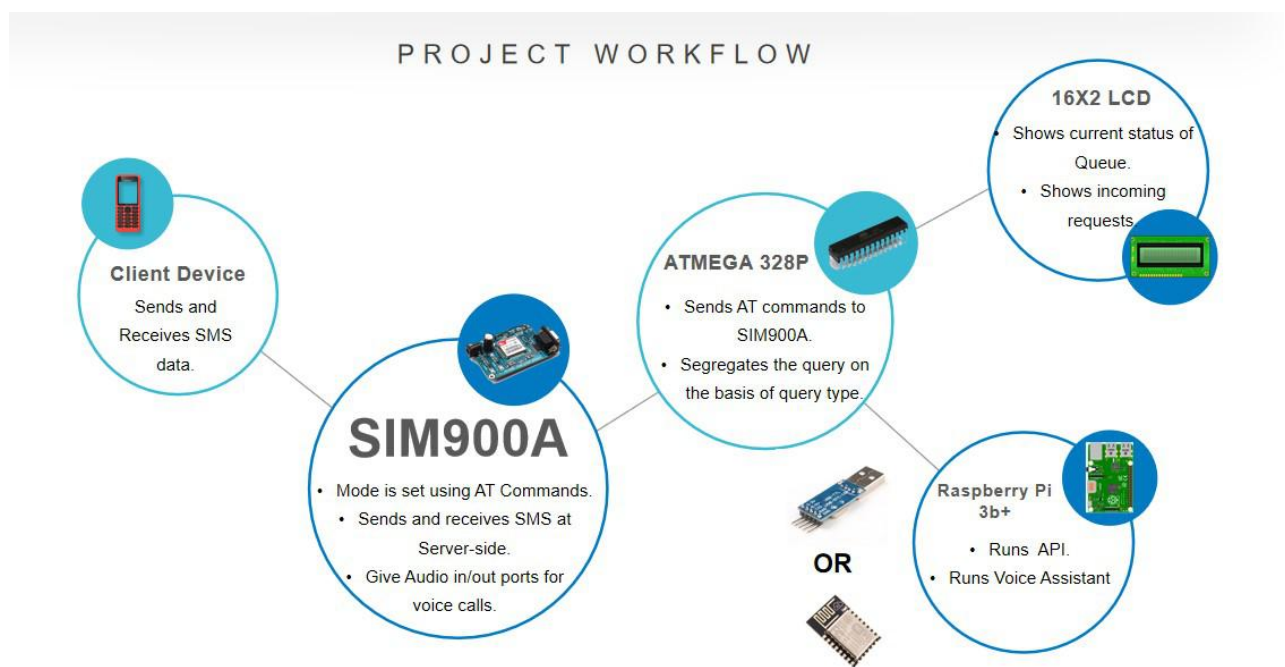 PROJECT WORKFLOW
Client Device
Sends and
Receives SMS
data.
SIM900A
• Mode is set using AT Commands.
• Sends and receives SMS at
Server-side.
• Give Audio in/out ports for
voice calls.
ATMEGA 328P
• Sends AT commands to
SIM900A.
• Segregates the query on
the basis of query type.
16X2 LCD
• Shows current status of
Queue.
• Shows incoming
requests.
OR
Raspberry Pi
3b+
• Runs API.
• Runs Voice Assistant